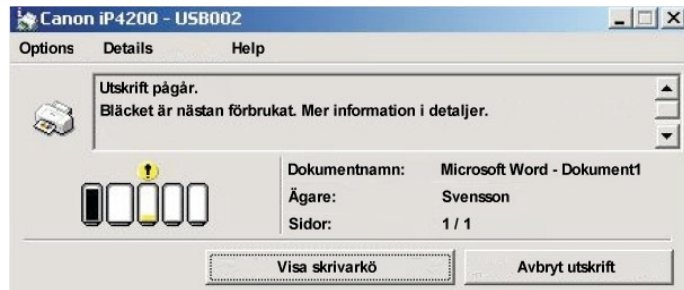 Canon iP4200 - USB002
Options Details Help
Utskrift pågår.
Bläcket är nästan förbrukat. Mer information i detaljer.
Dokumentnamn: Microsoft Word - Dokument1
Ägare: Svensson
Sidor: 1 / 1
Visa skrivarkö Avbryt utskrift